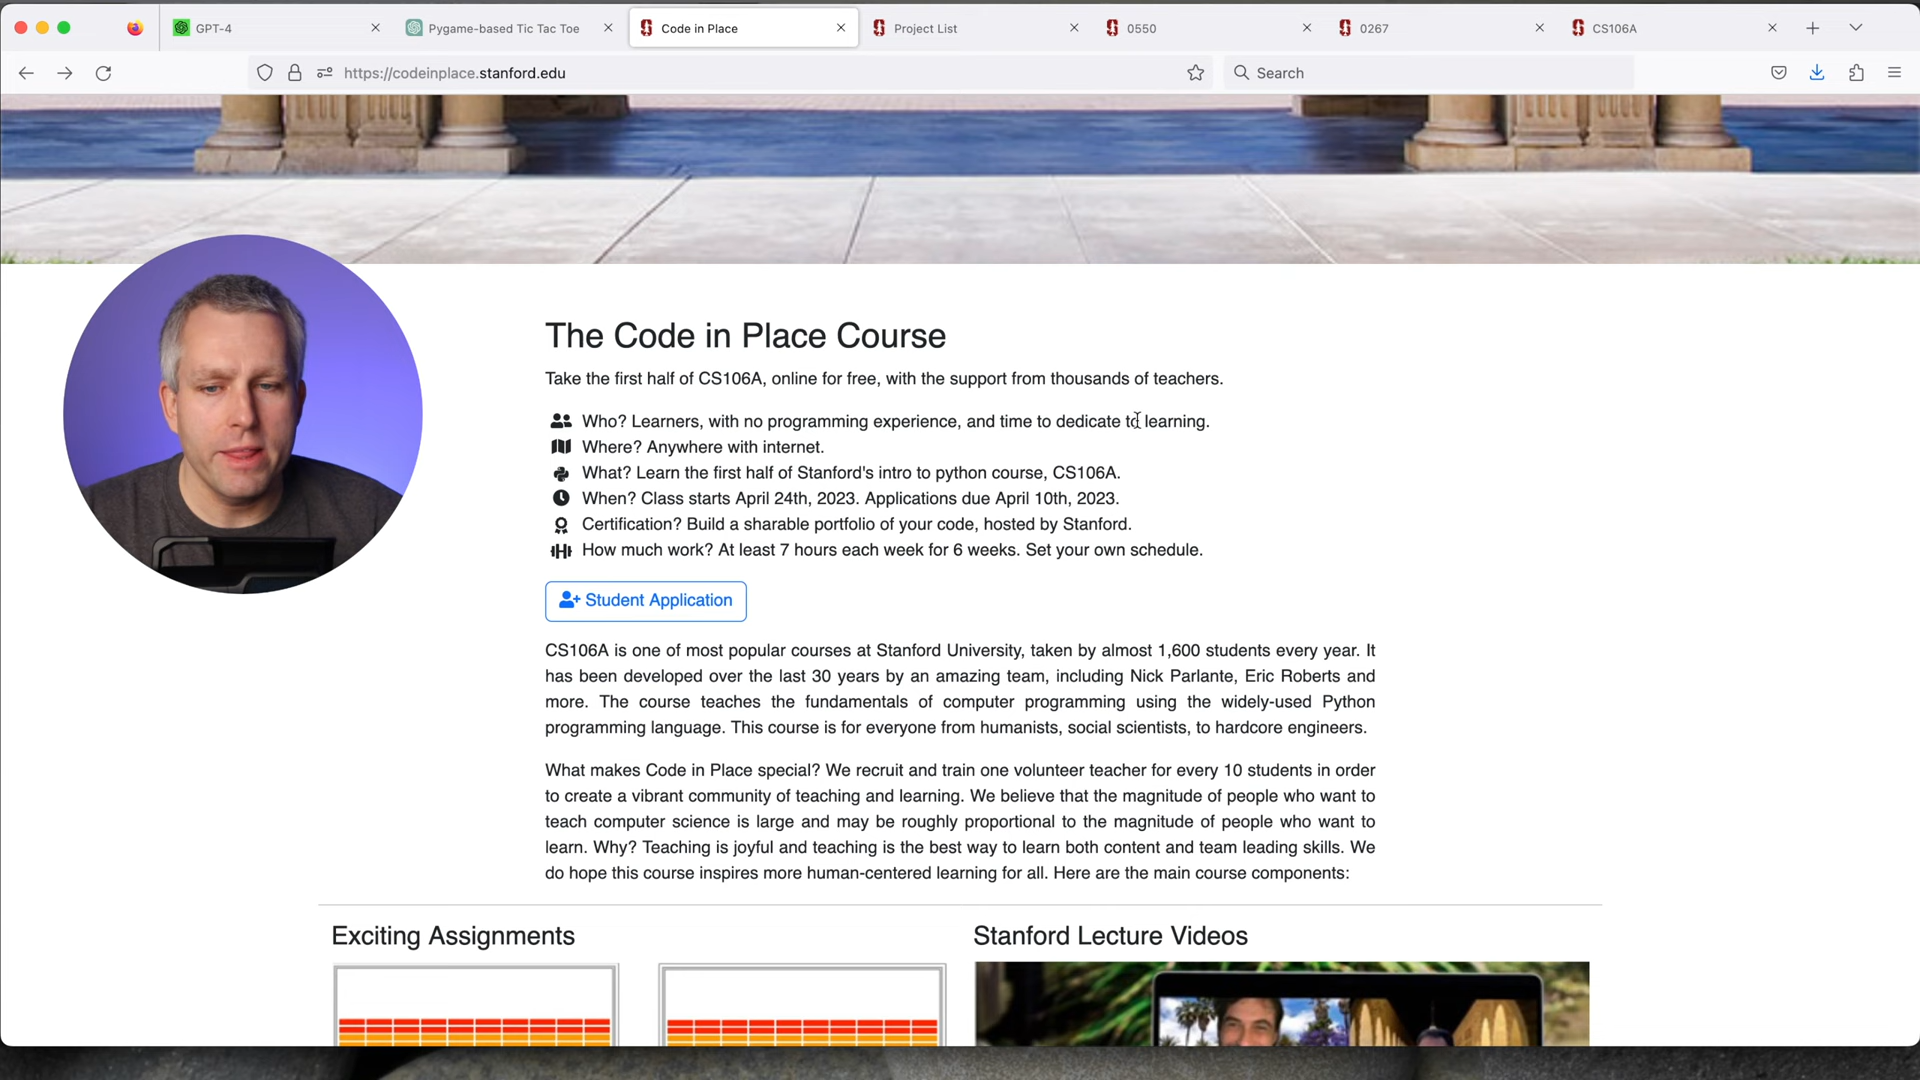 GPT-4
Pygame-based Tic Tac Toe
Code in Place
Project List
0550
0267
CS106A
https://codeinplace.stanford.edu
Search
The Code in Place Course
Take the first half of CS106A, online for free, with the support from thousands of teachers.
Who? Learners, with no programming experience, and time to dedicate to learning.
Where? Anywhere with internet.
What? Learn the first half of Stanford's intro to python course, CS106A.
When? Class starts April 24th, 2023. Applications due April 10th, 2023.
Certification? Build a sharable portfolio of your code, hosted by Stanford.
How much work? At least 7 hours each week for 6 weeks. Set your own schedule.
Student Application
CS106A is one of most popular courses at Stanford University, taken by almost 1,600 students every year. It
has been developed over the last 30 years by an amazing team, including Nick Parlante, Eric Roberts and
more. The course teaches the fundamentals of computer programming using the widely-used Python
programming language. This course is for everyone from humanists, social scientists, to hardcore engineers.
What makes Code in Place special? We recruit and train one volunteer teacher for every 10 students in order
to create a vibrant community of teaching and learning. We believe that the magnitude of people who want to
teach computer science is large and may be roughly proportional to the magnitude of people who want to
learn. Why? Teaching is joyful and teaching is the best way to learn both content and team leading skills. We
do hope this course inspires more human-centered learning for all. Here are the main course components:
Exciting Assignments
Stanford Lecture Videos